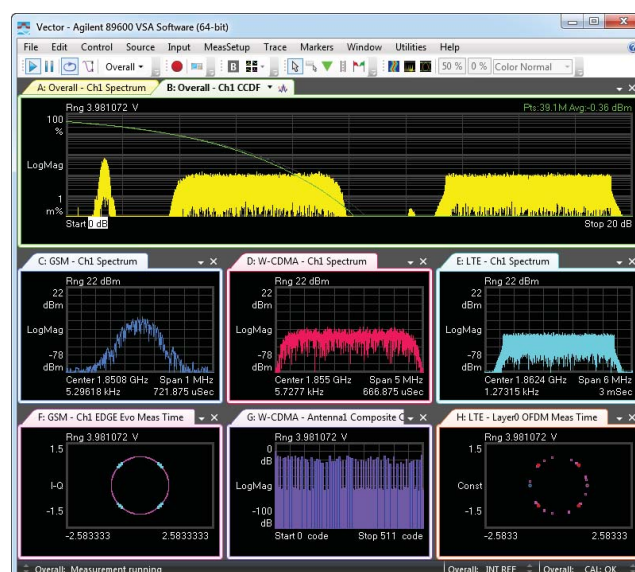 Vector - Agilent 89600 VSA Software (64-bit)
File Edit Control Source Input MeasSetup Trace Markers Window Utilities Help
Overall B 50 % 0 % Color Normal
A: Overall - Ch1 Spectrum B: Overall - Ch1 CCDF
Rng 3.981072 V Pts:39.1M Avg:-0.36 dBm
100
%
LogMag
1
m%
Start 0 dB Stop 20 dB
C: GSM - Ch1 Spectrum D: W-CDMA - Ch1 Spectrum E: LTE - Ch1 Spectrum
Rng 22 dBm Rng 22 dBm Rng 22 dBm
22 22 22
dBm dBm dBm
LogMag LogMag LogMag
-78 -78 -78
dBm dBm dBm
Center 1.8508 GHz Span 1 MHz Center 1.855 GHz Span 5 MHz Center 1.8624 GHz Span 6 MHz
5.29618 kHz 721.875 uSec 5.7277 kHz 666.875 uSec 1.27315 kHz 3 mSec
F: GSM - Ch1 EDGE Evo Meas Time G: W-CDMA - Antenna1 Composite C H: LTE - Layer0 OFDM Meas Time
Rng 3.981072 V Rng 3.981072 V Rng 3.981072 V
1.5 0 1.5
dB
I-Q LogMag Const
-1.5 -100 -1.5
dB
-2.583333 2.5833333 Start 0 code Stop 511 code -2.5833 2.5833333
Overall: Measurement running Overall: INT REF Overall: CAL: OK